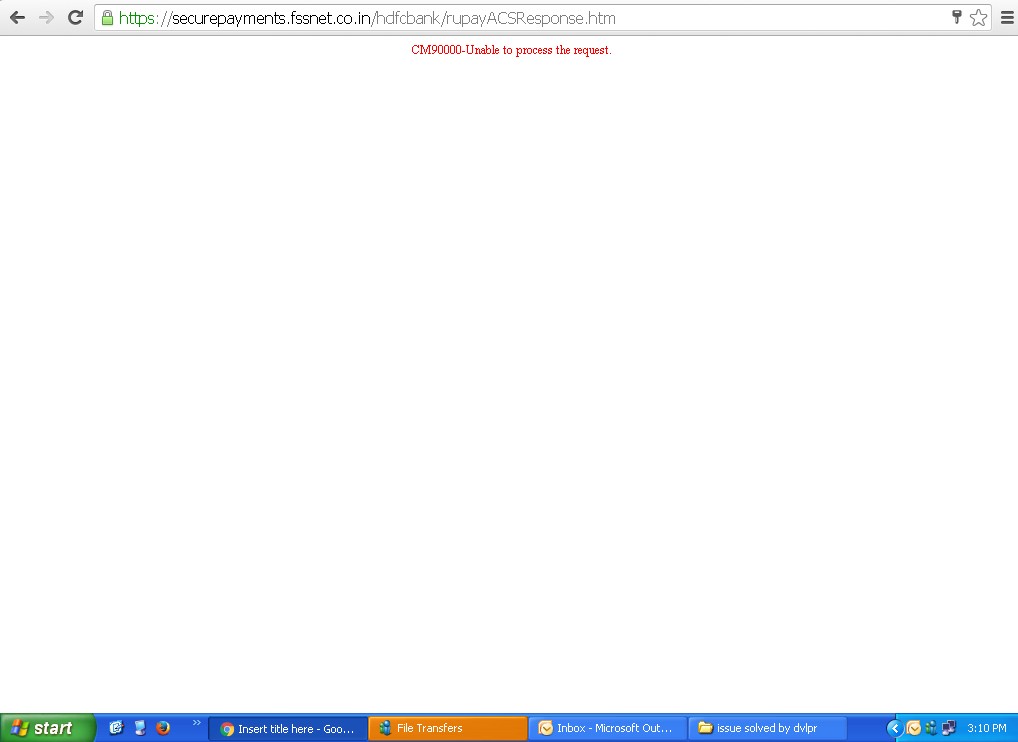 https://securepayments.fssnet.co.in/hdfcbank/rupayACSResponse.htm
CM90000-Unable to process the request.
start
»
Insert title here - Goo...
File Transfers
Inbox - Microsoft Out...
issue solved by dvlpr
3:10 PM